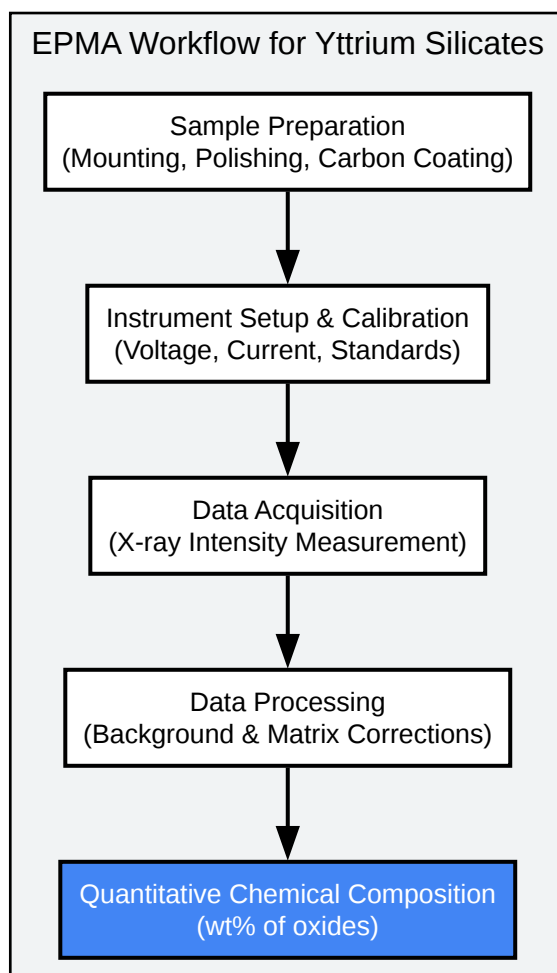 EPMA Workflow for Yttrium Silicates
Sample Preparation
(Mounting, Polishing, Carbon Coating)
Instrument Setup & Calibration
(Voltage, Current, Standards)
Data Acquisition
(X-ray Intensity Measurement)
Data Processing
(Background & Matrix Corrections)
Quantitative Chemical Composition
(wt% of oxides)